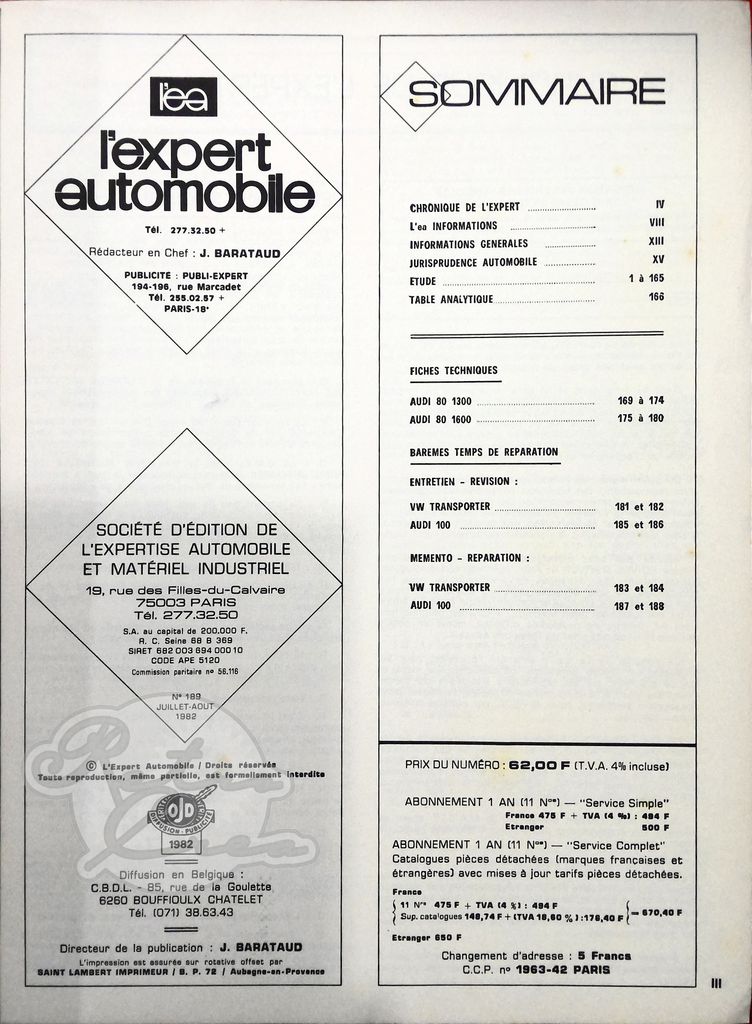 l'ea
l'expert
automobile
Tél. 277.32.50 +
Rédacteur en Chef : J. BARATAUD
PUBLICITE : PUBLI-EXPERT
194-196, rue Marcadet
Tél. 255.02.57 +
PARIS-18e
SOCIÉTÉ D'ÉDITION DE
L'EXPERTISE AUTOMOBILE
ET MATÉRIEL INDUSTRIEL
19, rue des Filles-du-Calvaire
75003 PARIS
Tél. 277.32.50
S.A. au capital de 200.000 F.
R. C. Seine 68 B 369
SIRET 682 003 694 000 10
CODE APE 5120
Commission paritaire no 56.116
N° 189
JUILLET-AOUT
1982
© L'Expert Automobile / Droits réservés
Toute reproduction, même partielle, est formellement interdite
OJD
DIFFUSION - PUBLICITE
1982
Diffusion en Belgique :
C.B.D.L. - 85, rue de la Goulette
6260 BOUFFIOULX CHATELET
Tél. (071) 38.63.43
Directeur de la publication : J. BARATAUD
L'impression est assurée sur rotative offset par
SAINT LAMBERT IMPRIMEUR / B. P. 72 / Aubagne-en-Provence
SOMMAIRE
CHRONIQUE DE L'EXPERT ........ IV
L'ea INFORMATIONS ........ VIII
INFORMATIONS GENERALES ........ XIII
JURISPRUDENCE AUTOMOBILE ........ XV
ETUDE ........ 1 à 165
TABLE ANALYTIQUE ........ 166
FICHES TECHNIQUES
AUDI 80 1300 ........ 169 à 174
AUDI 80 1600 ........ 175 à 180
BAREMES TEMPS DE REPARATION
ENTRETIEN - REVISION :
VW TRANSPORTER ........ 181 et 182
AUDI 100 ........ 185 et 186
MEMENTO - REPARATION :
VW TRANSPORTER ........ 183 et 184
AUDI 100 ........ 187 et 188
PRIX DU NUMÉRO : 62,00 F (T.V.A. 4% incluse)
ABONNEMENT 1 AN (11 Nos) — "Service Simple"
France 475 F + TVA (4 %) : 494 F
Etranger 500 F
ABONNEMENT 1 AN (11 Nos) — "Service Complet"
Catalogues pièces détachées (marques françaises et
étrangères) avec mises à jour tarifs pièces détachées.
France
11 Nos 475 F + TVA (4 %) : 494 F
Sup. catalogues 148,74 F + (TVA 18,60 %) : 176,40 F = 670,40 F
Etranger 650 F
Changement d'adresse : 5 Francs
C.C.P. no 1963-42 PARIS
III